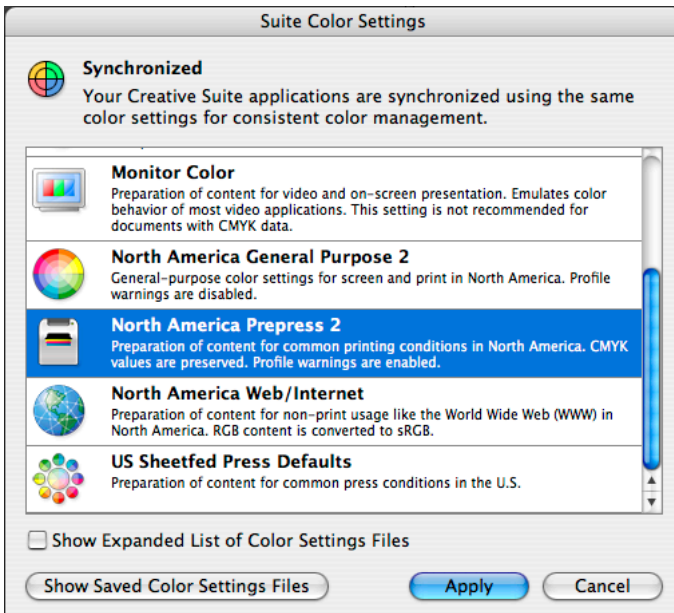 Suite Color Settings
Synchronized
Your Creative Suite applications are synchronized using the same
color settings for consistent color management.
Monitor Color
Preparation of content for video and on-screen presentation. Emulates color
behavior of most video applications. This setting is not recommended for
documents with CMYK data.
North America General Purpose 2
General-purpose color settings for screen and print in North America. Profile
warnings are disabled.
North America Prepress 2
Preparation of content for common printing conditions in North America. CMYK
values are preserved. Profile warnings are enabled.
North America Web/Internet
Preparation of content for non-print usage like the World Wide Web (WWW) in
North America. RGB content is converted to sRGB.
US Sheetfed Press Defaults
Preparation of content for common press conditions in the U.S.
Show Expanded List of Color Settings Files
Show Saved Color Settings Files Apply Cancel